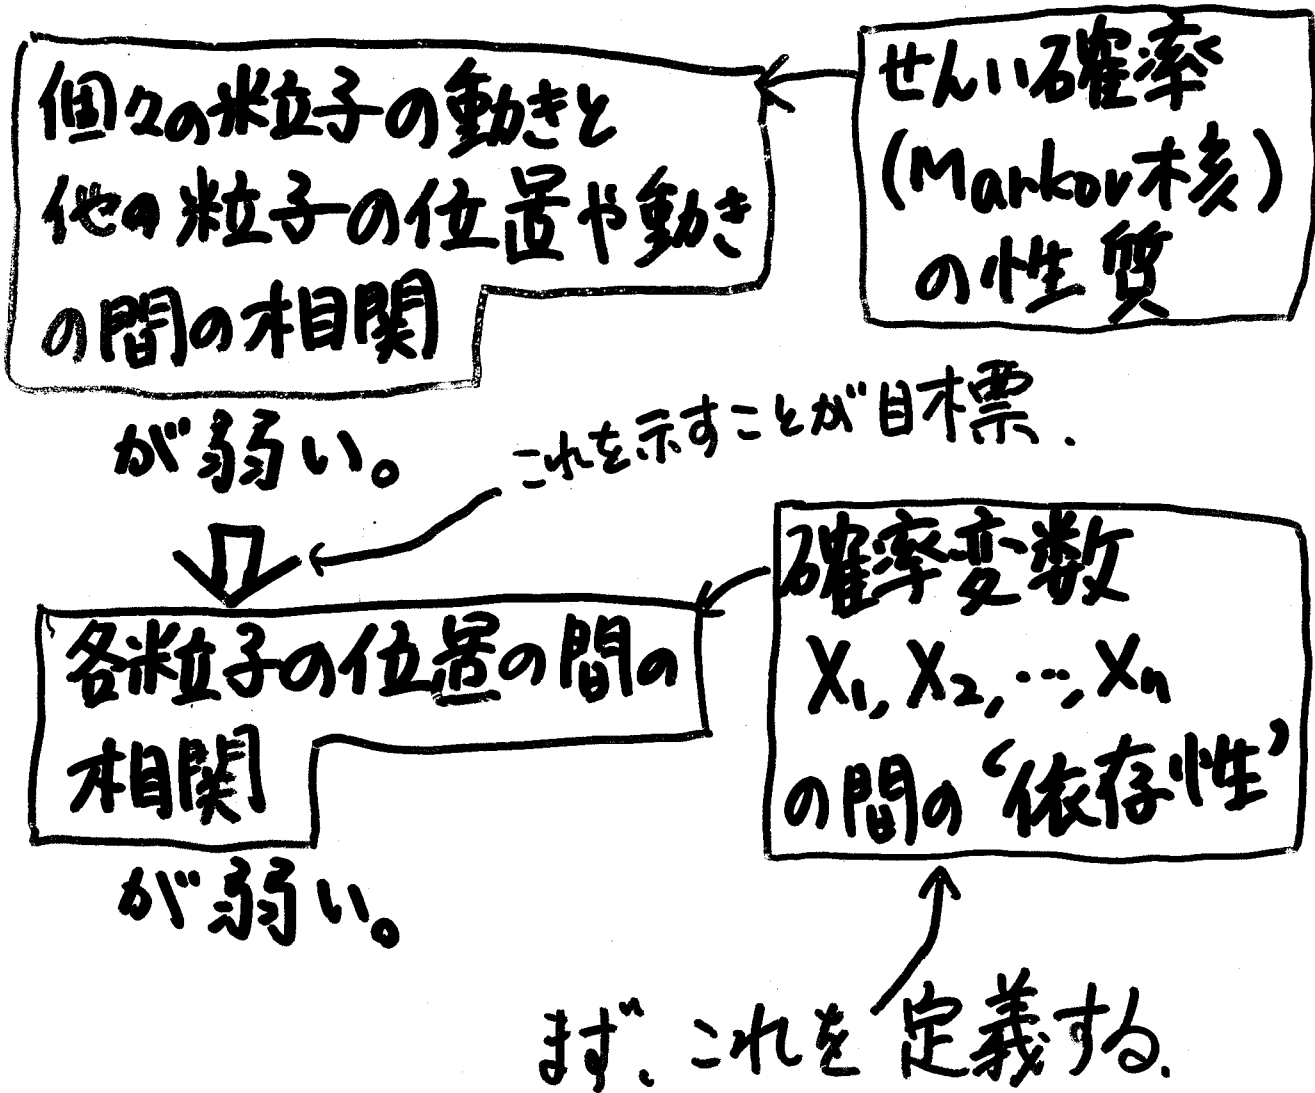 個々の粒子の動きと
他の粒子の位置や動き
の間の相関
が弱い。
せんい確率
(Markov核)
の性質
これを示すことが目標.
各粒子の位置の間の
相関
が弱い。
確率変数
X₁, X₂, …, Xₙ
の間の‘依存性’
まず、これを定義する.